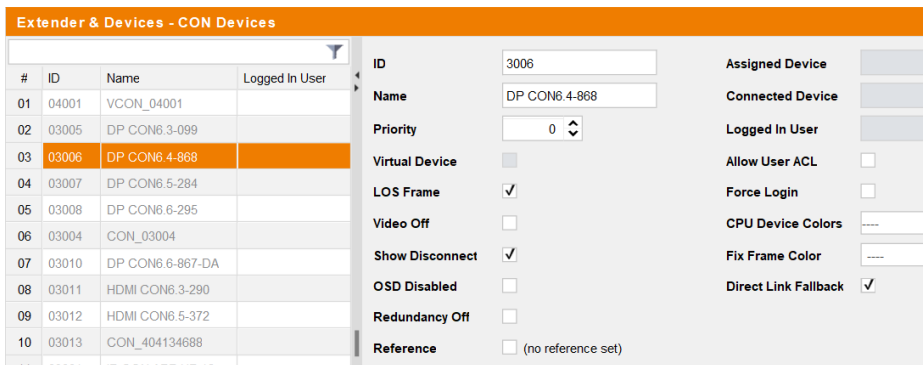 Extender & Devices - CON Devices
# ID Name Logged In User
01 04001 VCON_04001
02 03005 DP CON6.3-099
03 03006 DP CON6.4-868
04 03007 DP CON6.5-284
05 03008 DP CON6.6-295
06 03004 CON_03004
07 03010 DP CON6.6-867-DA
08 03011 HDMI CON6.3-290
09 03012 HDMI CON6.5-372
10 03013 CON_404134688
ID 3006
Name DP CON6.4-868
Priority 0
Virtual Device
LOS Frame
Video Off
Show Disconnect
OSD Disabled
Redundancy Off
Reference (no reference set)
Assigned Device
Connected Device
Logged In User
Allow User ACL
Force Login
CPU Device Colors ----
Fix Frame Color ----
Direct Link Fallback